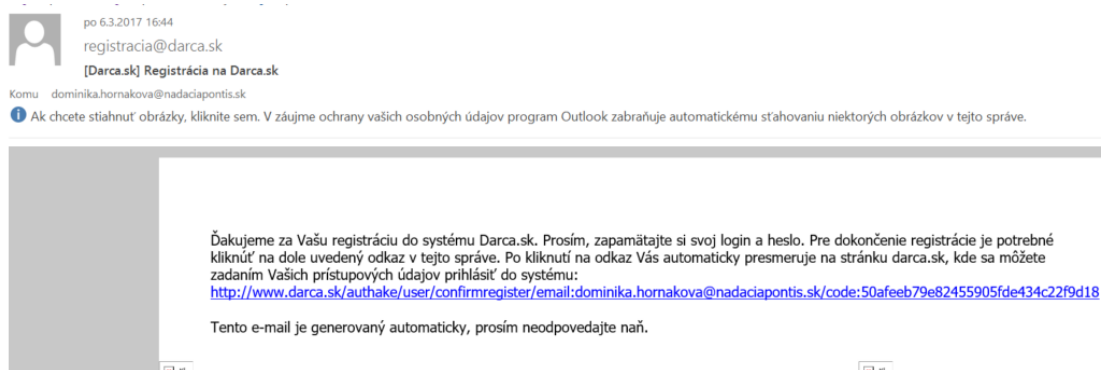 po 6.3.2017 16:44
registracia@darca.sk
[Darca.sk] Registrácia na Darca.sk
Komu dominika.hornakova@nadaciapontis.sk
Ak chcete stiahnuť obrázky, kliknite sem. V záujme ochrany vašich osobných údajov program Outlook zabraňuje automatickému sťahovaniu niektorých obrázkov v tejto správe.
Ďakujeme za Vašu registráciu do systému Darca.sk. Prosím, zapamätajte si svoj login a heslo. Pre dokončenie registrácie je potrebné
kliknúť na dole uvedený odkaz v tejto správe. Po kliknutí na odkaz Vás automaticky presmeruje na stránku darca.sk, kde sa môžete
zadaním Vašich prístupových údajov prihlásiť do systému:
http://www.darca.sk/authake/user/confirmregister/email:dominika.hornakova@nadaciapontis.sk/code:50afeeb79e82455905fde434c22f9d18
Tento e-mail je generovaný automaticky, prosím neodpovedajte naň.